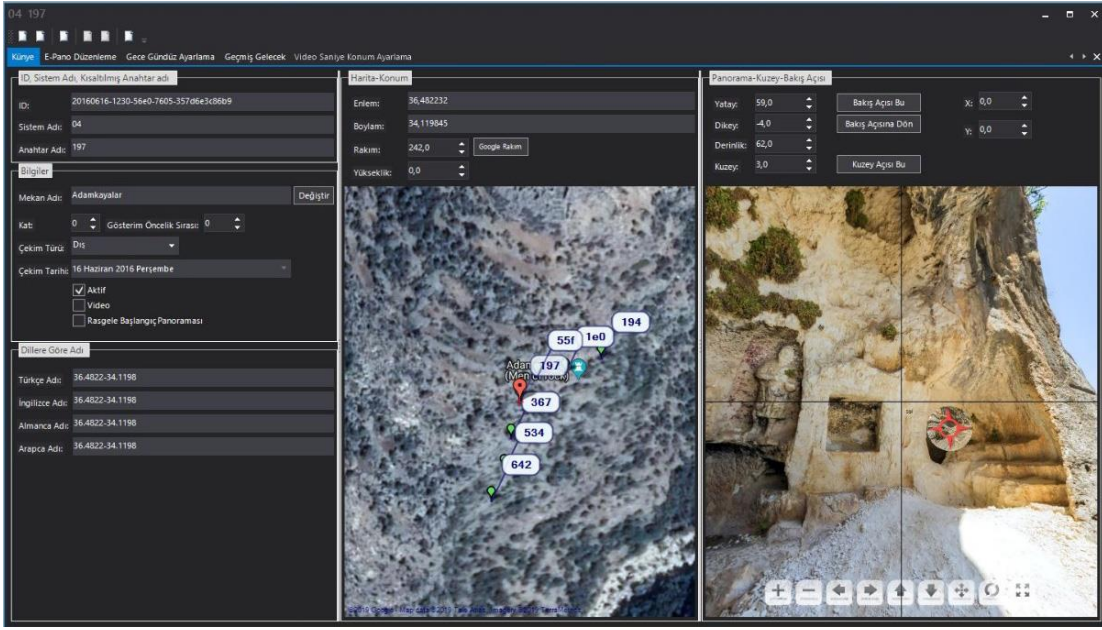 04 197
Künye E-Pano Düzenleme Gece Gündüz Ayarlama Geçmiş Gelecek Video Saniye Konum Ayarlama
ID, Sistem Adı, Kısaltılmış Anahtar adı
ID: 20160616-1230-56e0-7605-357d6e3c86b9
Sistem Adı: 04
Anahtar Adı: 197
Bilgiler
Mekan Adı: Adamkayalar Değiştir
Kat: 0 Gösterim Öncelik Sırası: 0
Çekim Türü: Dış
Çekim Tarihi: 16 Haziran 2016 Perşembe
Aktif
Video
Rasgele Başlangıç Panoraması
Dillere Göre Adı
Türkçe Adı: 36.4822-34.1198
İngilizce Adı: 36.4822-34.1198
Almanca Adı: 36.4822-34.1198
Arapca Adı: 36.4822-34.1198
Harita-Konum
Enlem: 36,482232
Boylam: 34,119845
Rakım: 242,0 Google Rakım
Yükseklik: 0,0
194
55f 1e0
197
367
534
642
Panorama-Kuzey-Bakış Açısı
Yatay: 59,0 Bakış Açısı Bu X: 0,0
Dikey: -4,0 Bakış Açısına Dön Y: 0,0
Derinlik: 62,0
Kuzey: 3,0 Kuzey Açısı Bu